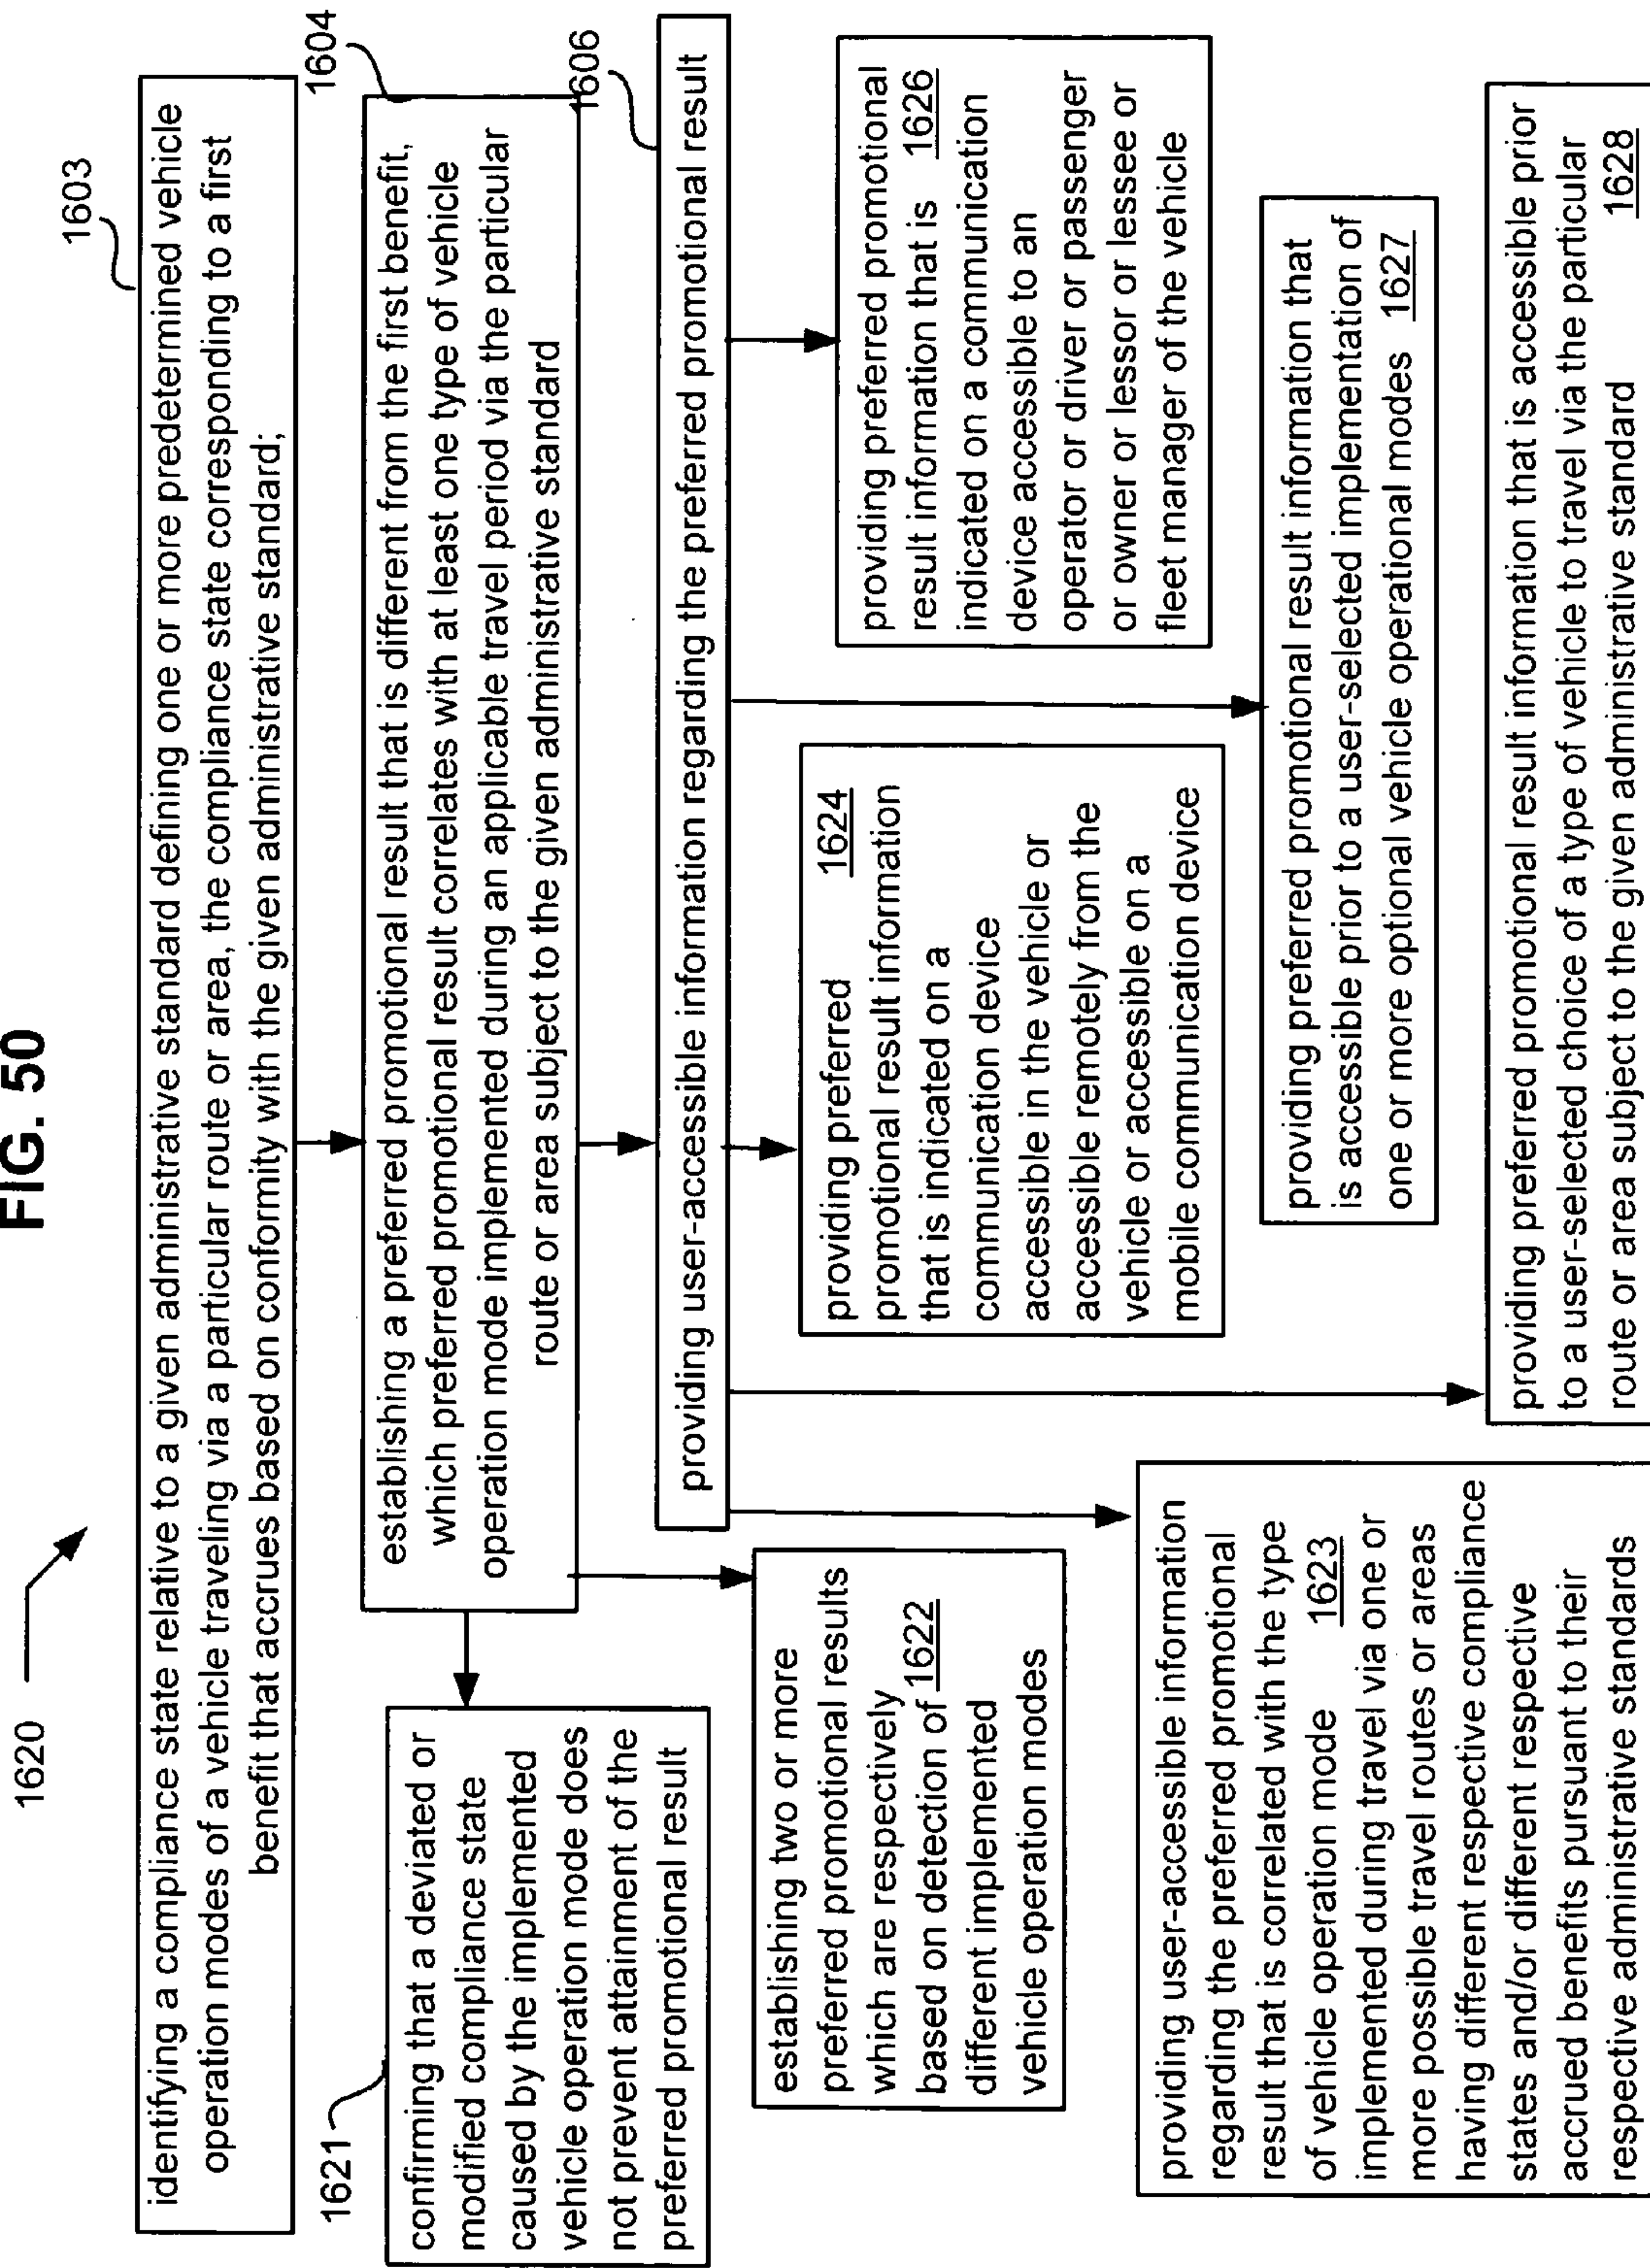 FIG. 50
1620
1603
identifying a compliance state relative to a given administrative standard defining one or more predetermined vehicle
operation modes of a vehicle traveling via a particular route or area, the compliance state corresponding to a first
benefit that accrues based on conformity with the given administrative standard;
1604
establishing a preferred promotional result that is different from the first benefit,
which preferred promotional result correlates with at least one type of vehicle
operation mode implemented during an applicable travel period via the particular
route or area subject to the given administrative standard
1606
providing user-accessible information regarding the preferred promotional result
1621
confirming that a deviated or
modified compliance state
caused by the implemented
vehicle operation mode does
not prevent attainment of the
preferred promotional result
establishing two or more
preferred promotional results
which are respectively
based on detection of 1622
different implemented
vehicle operation modes
providing user-accessible information
regarding the preferred promotional
result that is correlated with the type
of vehicle operation mode 1623
implemented during travel via one or
more possible travel routes or areas
having different respective compliance
states and/or different respective
accrued benefits pursuant to their
respective administrative standards
providing preferred 1624
promotional result information
that is indicated on a
communication device
accessible in the vehicle or
accessible remotely from the
vehicle or accessible on a
mobile communication device
providing preferred promotional
result information that is 1626
indicated on a communication
device accessible to an
operator or driver or passenger
or owner or lessor or lessee or
fleet manager of the vehicle
providing preferred promotional result information that
is accessible prior to a user-selected implementation of
one or more optional vehicle operational modes 1627
providing preferred promotional result information that is accessible prior
to a user-selected choice of a type of vehicle to travel via the particular
route or area subject to the given administrative standard 1628